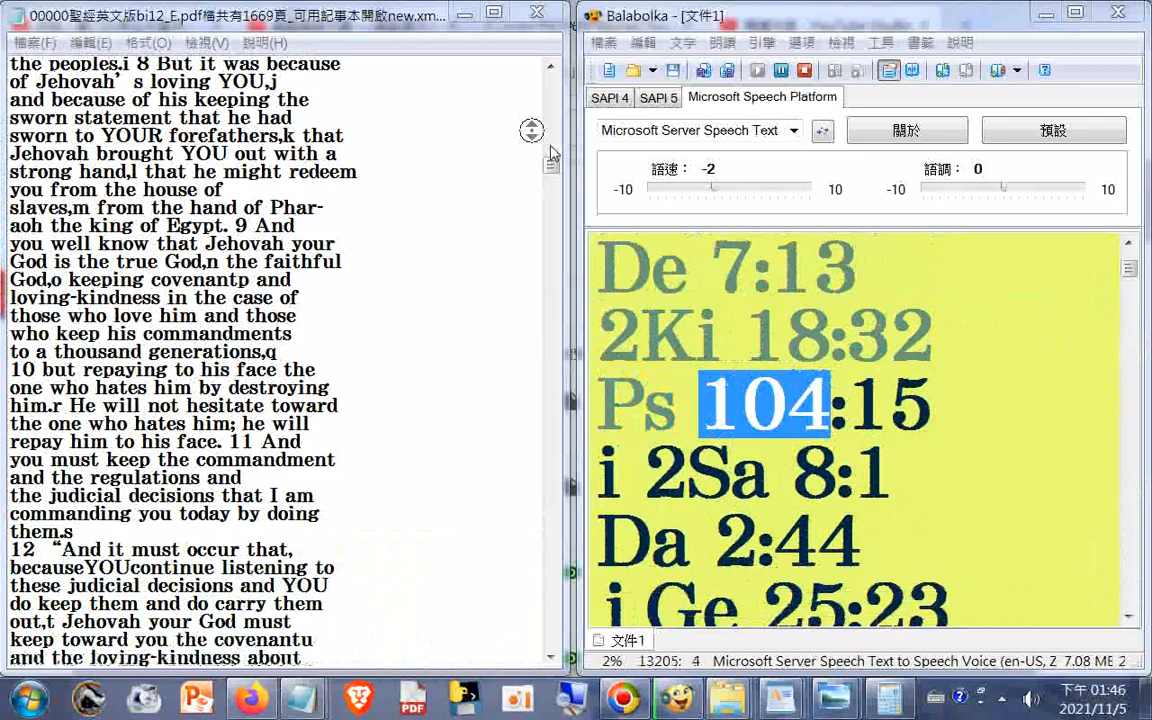 00000聖經英文版bi12_E.pdf檔共有1669頁_可用記事本開啟new.xm...
檔案(F) 編輯(E) 格式(O) 檢視(V) 說明(H)
the peoples.i 8 But it was because
of Jehovah’s loving YOU,j
and because of his keeping the
sworn statement that he had
sworn to YOUR forefathers,k that
Jehovah brought YOU out with a
strong hand,l that he might redeem
you from the house of
slaves,m from the hand of Phar-
aoh the king of Egypt. 9 And
you well know that Jehovah your
God is the true God,n the faithful
God,o keeping covenantp and
loving-kindness in the case of
those who love him and those
who keep his commandments
to a thousand generations,q
10 but repaying to his face the
one who hates him by destroying
him.r He will not hesitate toward
the one who hates him; he will
repay him to his face. 11 And
you must keep the commandment
and the regulations and
the judicial decisions that I am
commanding you today by doing
them.s
12 “And it must occur that,
becauseYOUcontinue listening to
these judicial decisions and YOU
do keep them and do carry them
out,t Jehovah your God must
keep toward you the covenantu
and the loving-kindness about
Balabolka - [文件1]
檔案 編輯 文字 朗讀 引擎 選項 檢視 工具 書籤 說明
SAPI 4 SAPI 5 Microsoft Speech Platform
Microsoft Server Speech Text 關於 預設
語速: -2 語調: 0
-10 10 -10 10
De 7:13
2Ki 18:32
Ps 104:15
i 2Sa 8:1
Da 2:44
j Ge 25:23
文件1
2% 13205: 4 Microsoft Server Speech Text to Speech Voice (en-US, Z 7.08 MB 2
PDF
下午 01:46
2021/11/5